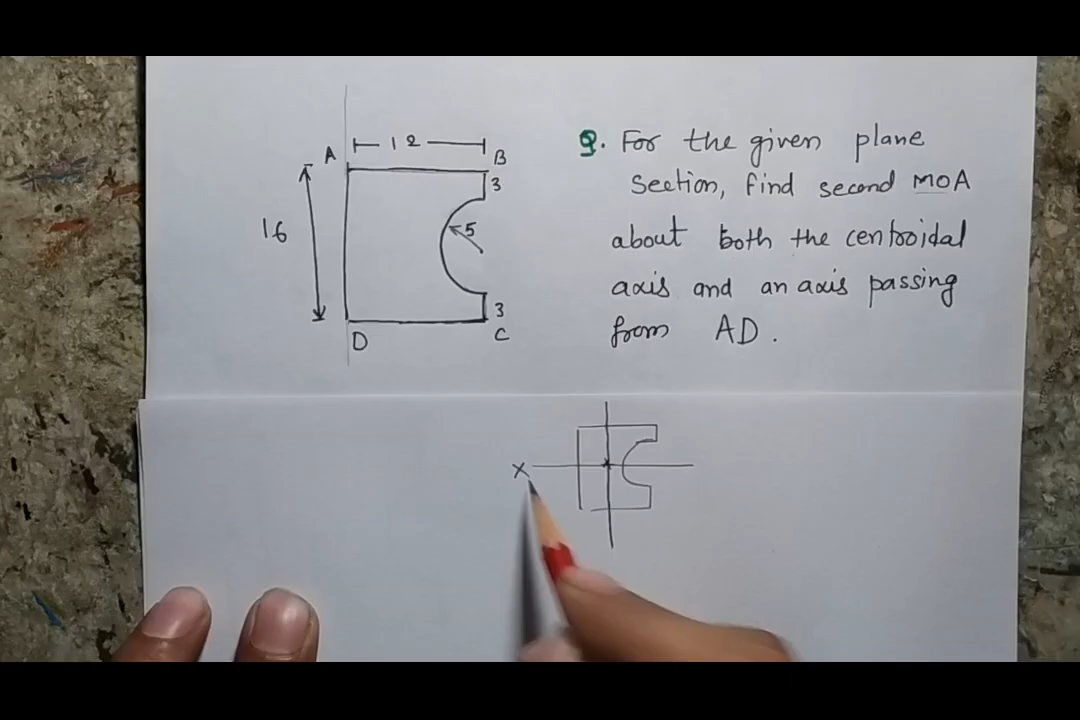 12
A
B
3
16
5
3
D
C
Q. For the given plane
section, find second MOA
about both the centroidal
axis and an axis passing
from AD.
X